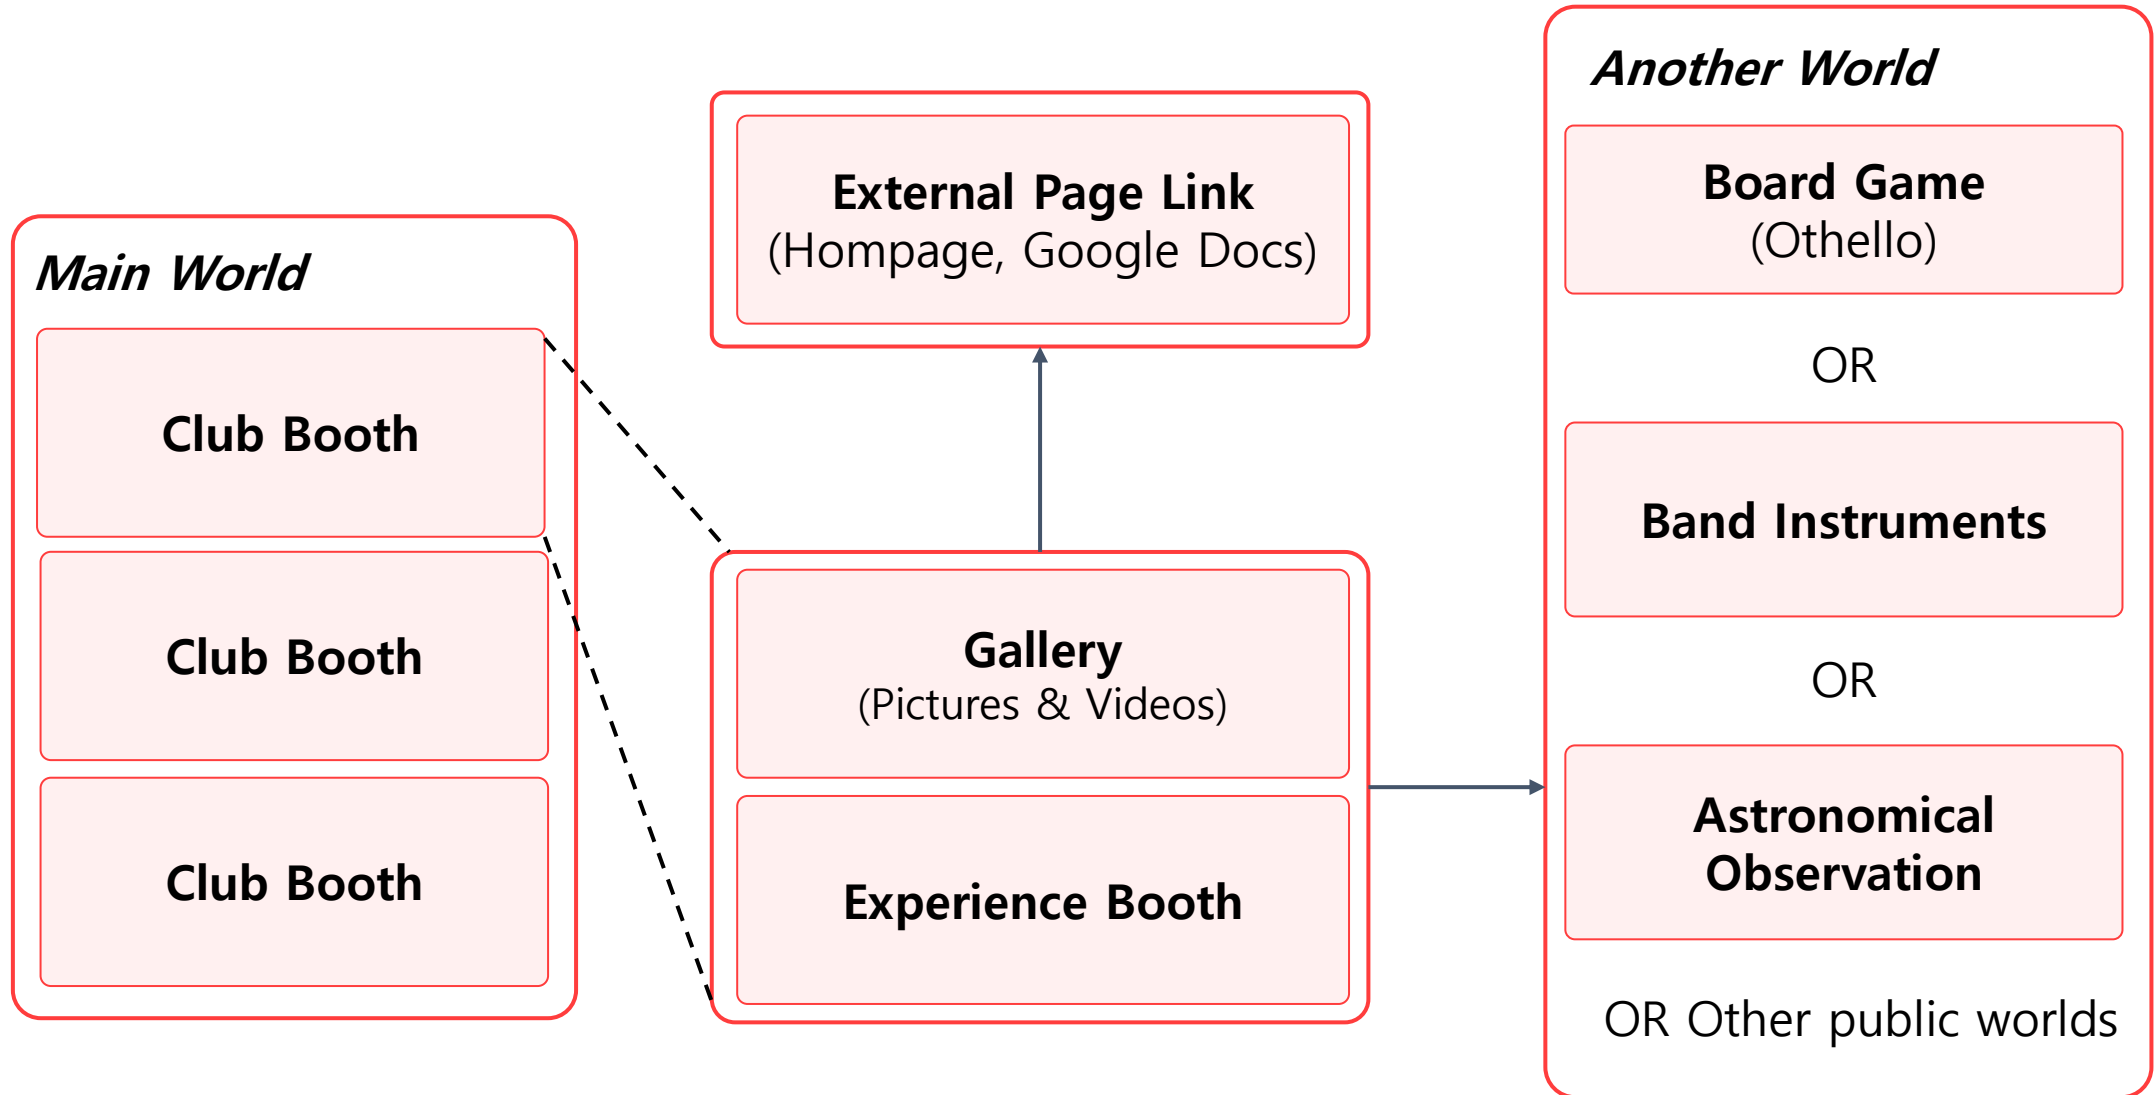 Main World
Club Booth
Club Booth
Club Booth
External Page Link
(Hompage, Google Docs)
Gallery
(Pictures & Videos)
Experience Booth
Another World
Board Game
(Othello)
OR
Band Instruments
OR
Astronomical
Observation
OR Other public worlds